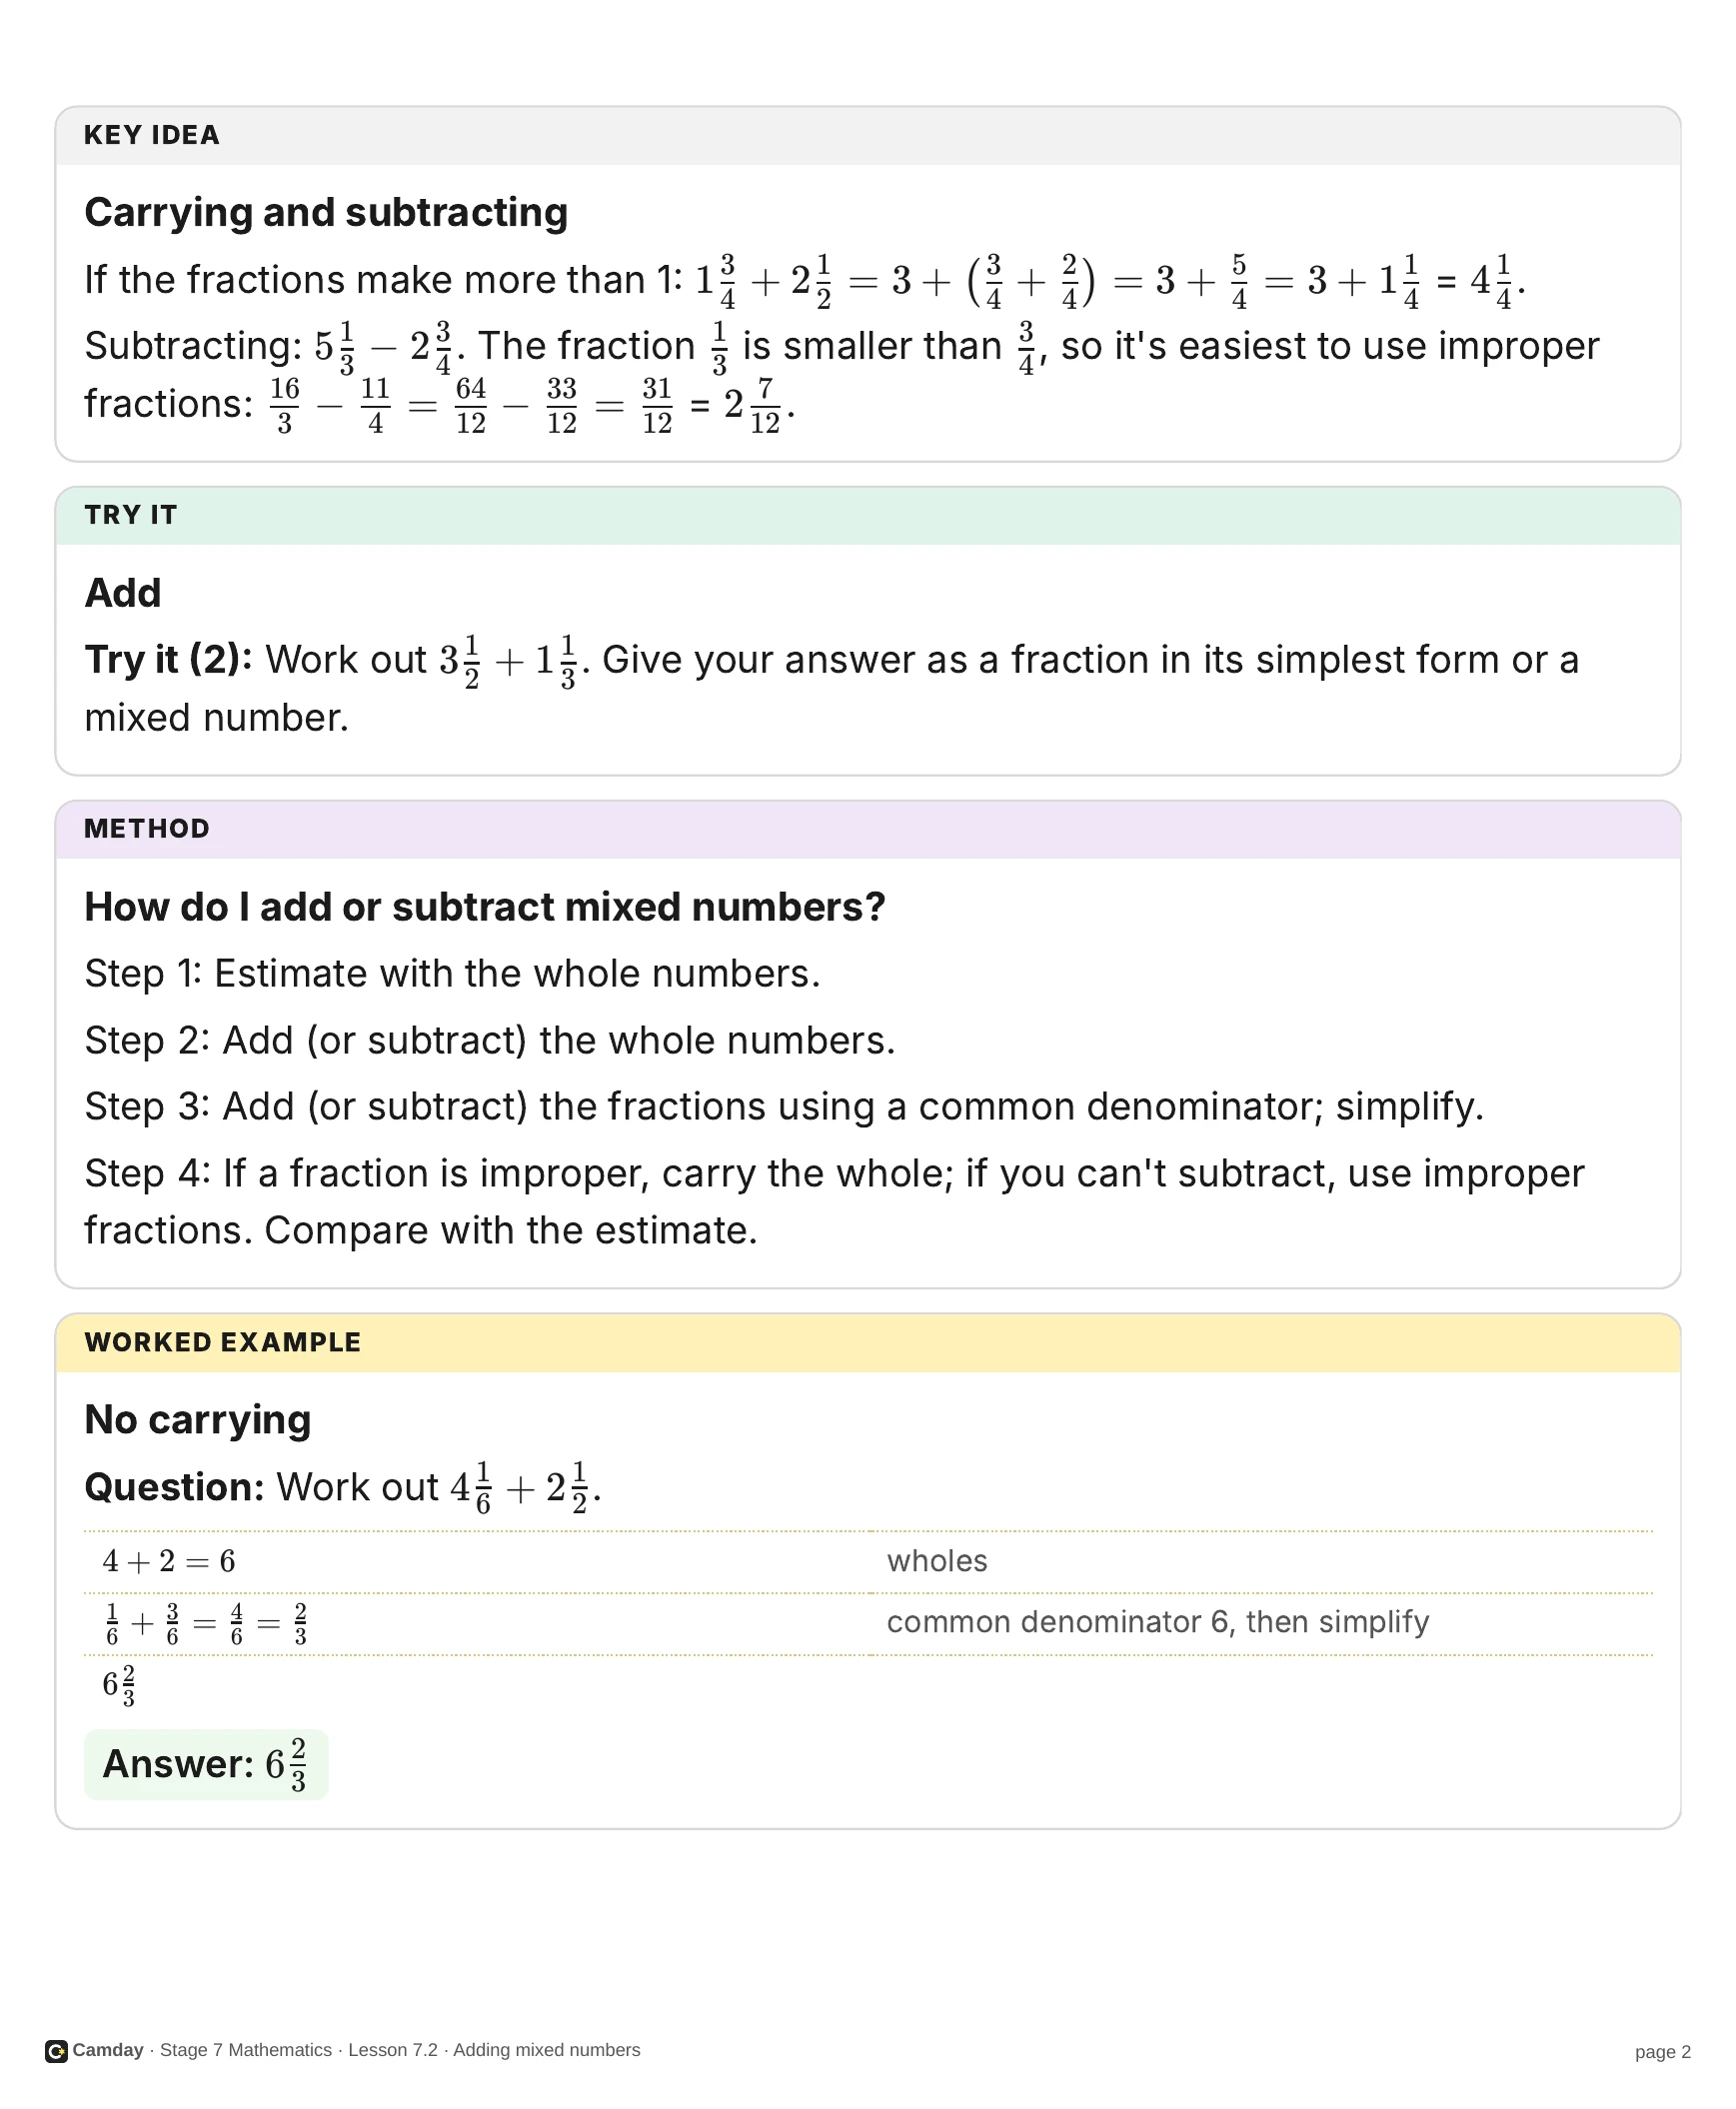 KEY IDEA
Carrying and subtracting
If the fractions make more than 1: 1 3/4 + 2 1/2 = 3 + (3/4 + 2/4) = 3 + 5/4 = 3 + 1 1/4 = 4 1/4.
Subtracting: 5 1/3 − 2 3/4. The fraction 1/3 is smaller than 3/4, so it's easiest to use improper
fractions: 16/3 − 11/4 = 64/12 − 33/12 = 31/12 = 2 7/12.
TRY IT
Add
Try it (2): Work out 3 1/2 + 1 1/3. Give your answer as a fraction in its simplest form or a
mixed number.
METHOD
How do I add or subtract mixed numbers?
Step 1: Estimate with the whole numbers.
Step 2: Add (or subtract) the whole numbers.
Step 3: Add (or subtract) the fractions using a common denominator; simplify.
Step 4: If a fraction is improper, carry the whole; if you can't subtract, use improper
fractions. Compare with the estimate.
WORKED EXAMPLE
No carrying
Question: Work out 4 1/6 + 2 1/2.
4 + 2 = 6 wholes
1/6 + 3/6 = 4/6 = 2/3 common denominator 6, then simplify
6 2/3
Answer: 6 2/3
Camday · Stage 7 Mathematics · Lesson 7.2 · Adding mixed numbers page 2